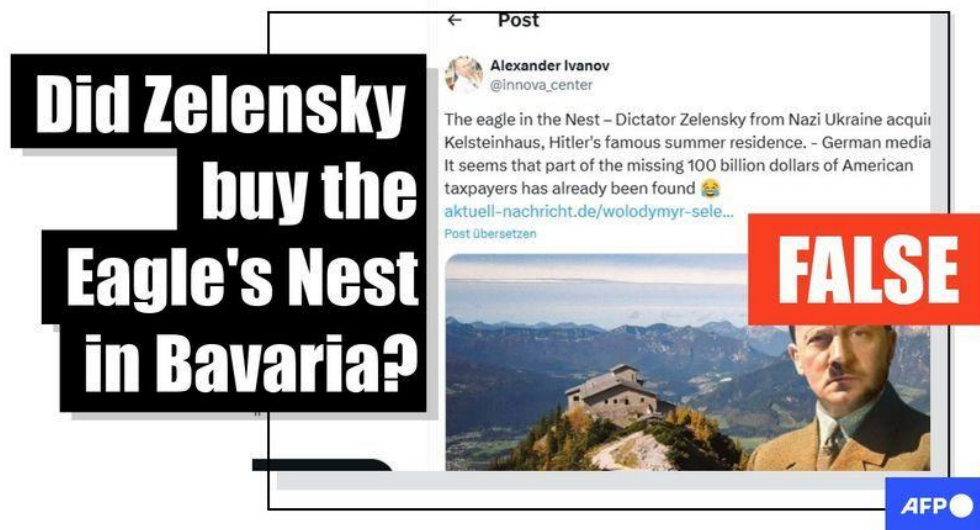 Did Zelensky
buy the
Eagle's Nest
in Bavaria?
Post
Alexander Ivanov
@innova_center
The eagle in the Nest – Dictator Zelensky from Nazi Ukraine acquir
Kelsteinhaus, Hitler's famous summer residence. - German media
It seems that part of the missing 100 billion dollars of American
taxpayers has already been found 😂
aktuell-nachricht.de/wolodymyr-sele...
Post übersetzen
FALSE
AFP